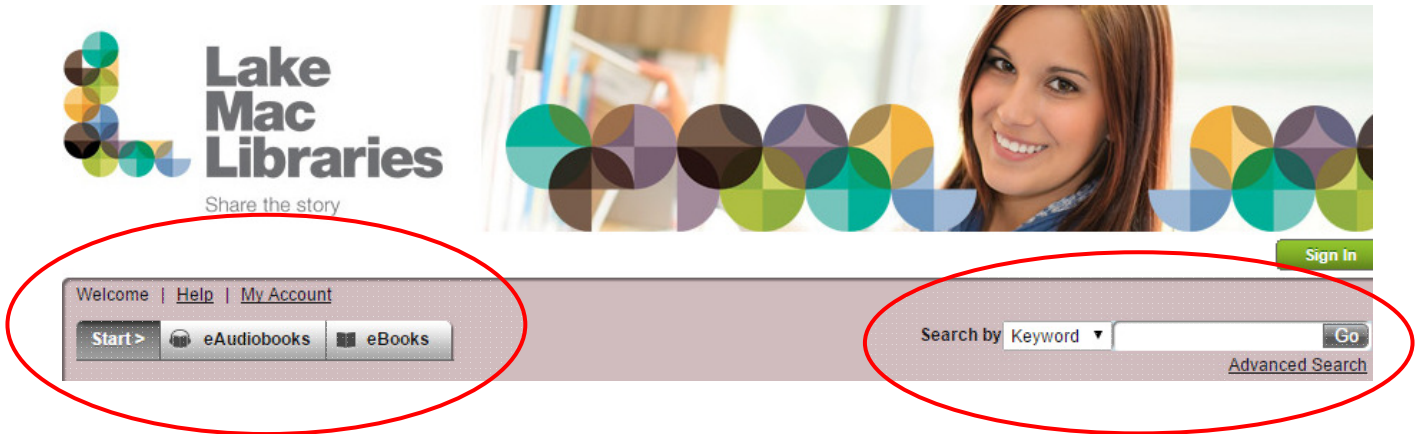 Lake
Mac
Libraries
Share the story
Sign In
Welcome | Help | My Account
Start > eAudiobooks eBooks
Search by Keyword ▼ Go
Advanced Search